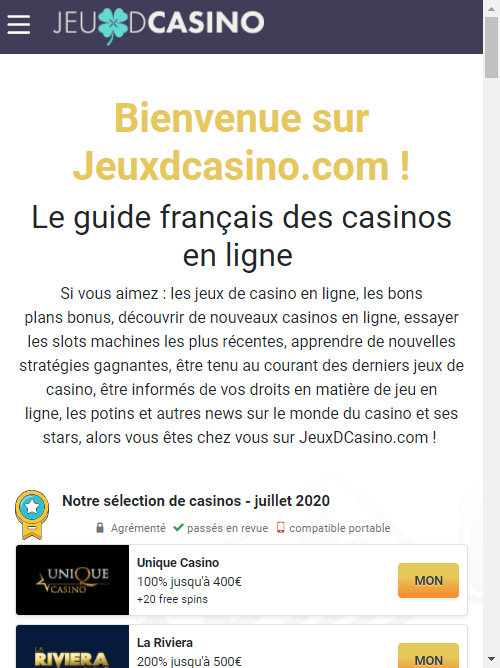 JEUXDCASINO
Bienvenue sur
Jeuxdcasino.com !
Le guide français des casinos
en ligne
Si vous aimez : les jeux de casino en ligne, les bons
plans bonus, découvrir de nouveaux casinos en ligne, essayer
les slots machines les plus récentes, apprendre de nouvelles
stratégies gagnantes, être tenu au courant des derniers jeux de
casino, être informés de vos droits en matière de jeu en
ligne, les potins et autres news sur le monde du casino et ses
stars, alors vous êtes chez vous sur JeuxDCasino.com !
Notre sélection de casinos - juillet 2020
Agrémenté passés en revue compatible portable
UNIQUE
CASINO
Unique Casino
100% jusqu'à 400€
+20 free spins
MON
LA
RIVIERA
La Riviera
200% jusqu'à 500€
MON